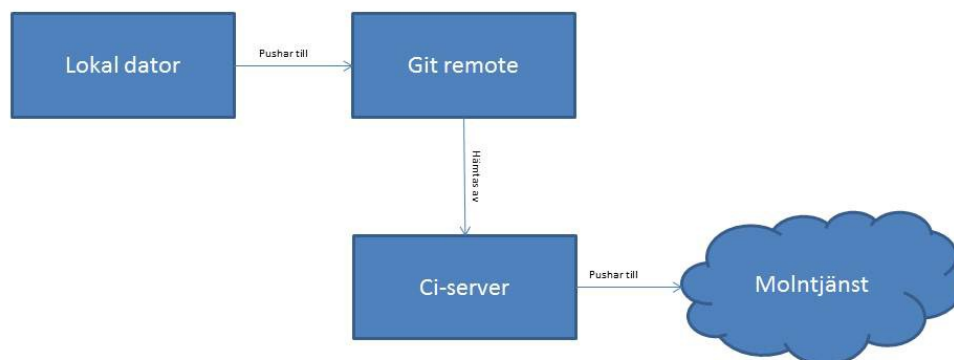 Lokal dator
Pushar till
Git remote
Hämtas av
Ci-server
Pushar till
Molntjänst